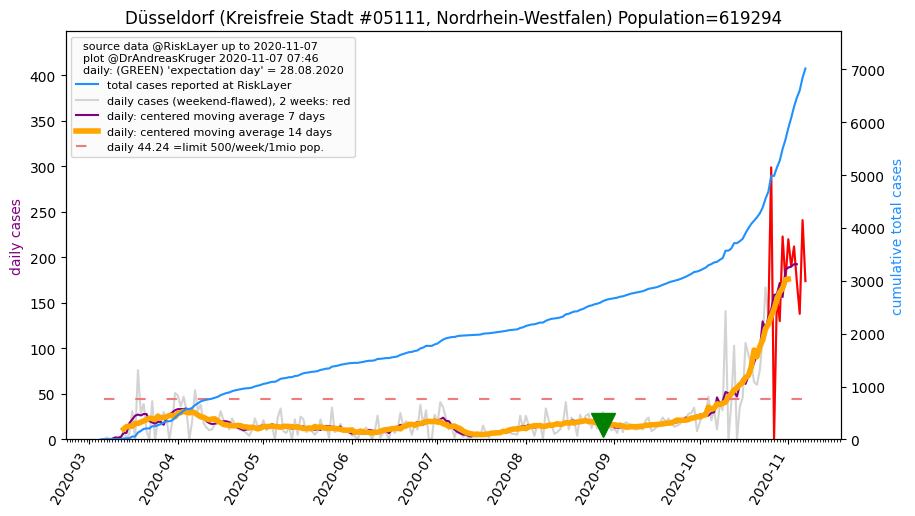 Düsseldorf (Kreisfreie Stadt #05111, Nordrhein-Westfalen) Population=619294
source data @RiskLayer up to 2020-11-07
plot @DrAndreasKruger 2020-11-07 07:46
daily: (GREEN) 'expectation day' = 28.08.2020
total cases reported at RiskLayer
daily cases (weekend-flawed), 2 weeks: red
daily: centered moving average 7 days
daily: centered moving average 14 days
daily 44.24 =limit 500/week/1mio pop.
daily cases
400
350
300
250
200
150
100
50
0
cumulative total cases
7000
6000
5000
4000
3000
2000
1000
0
2020-03
2020-04
2020-05
2020-06
2020-07
2020-08
2020-09
2020-10
2020-11